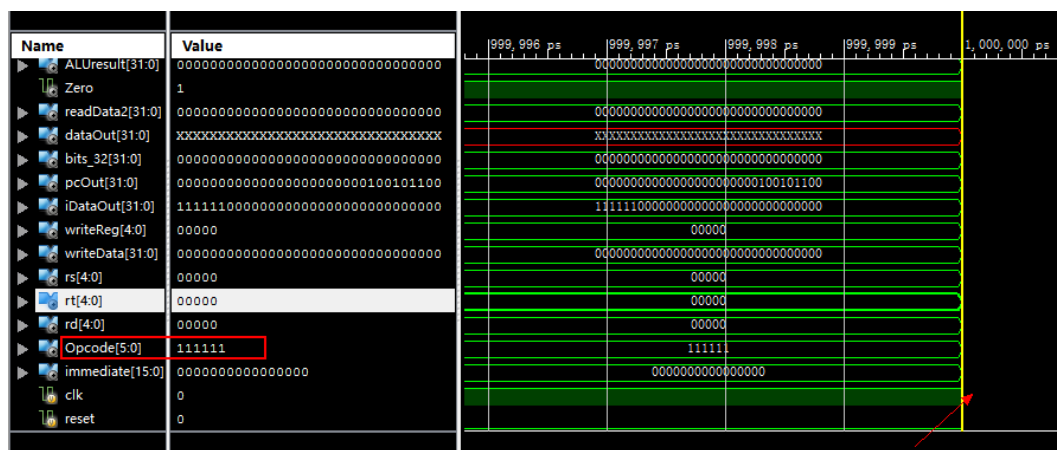 Name Value 999,996 ps 999,997 ps 999,998 ps 999,999 ps 1,000,000 ps
ALUresult[31:0] 00000000000000000000000000000000 00000000000000000000000000000000
Zero 1
readData2[31:0] 00000000000000000000000000000000 00000000000000000000000000000000
dataOut[31:0] XXXXXXXXXXXXXXXXXXXXXXXXXXXXXXXX XXXXXXXXXXXXXXXXXXXXXXXXXXXXXXXX
bits_32[31:0] 00000000000000000000000000000000 00000000000000000000000000000000
pcOut[31:0] 00000000000000000000000100101100 00000000000000000000000100101100
iDataOut[31:0] 11111100000000000000000000000000 11111100000000000000000000000000
writeReg[4:0] 00000 00000
writeData[31:0] 00000000000000000000000000000000 00000000000000000000000000000000
rs[4:0] 00000 00000
rt[4:0] 00000 00000
rd[4:0] 00000 00000
Opcode[5:0] 111111 111111
immediate[15:0] 0000000000000000 0000000000000000
clk 0
reset 0